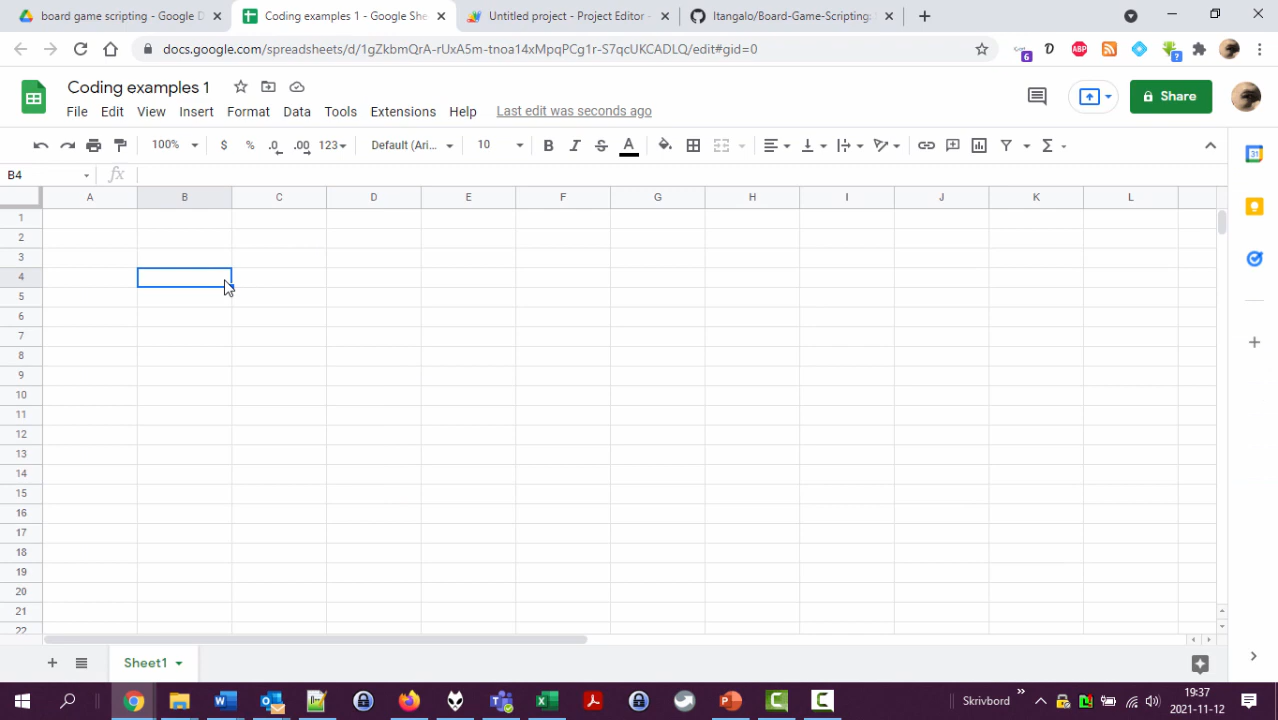 board game scripting - Google D
Coding examples 1 - Google She
Untitled project - Project Editor -
Itangalo/Board-Game-Scripting:
docs.google.com/spreadsheets/d/1gZkbmQrA-rUxA5m-tnoa14xMpqPCg1r-S7qcUKCADLQ/edit#gid=0
6
ABP
?
Coding examples 1
File Edit View Insert Format Data Tools Extensions Help Last edit was seconds ago
Share
100% $ % .0 .00 123 Default (Ari... 10 B I S A
31
B4 fx
A B C D E F G H I J K L
1
2
3
4
5
6
7
8
9
10
11
12
13
14
15
16
17
18
19
20
21
22
Sheet1
Skrivbord
19:37
2021-11-12